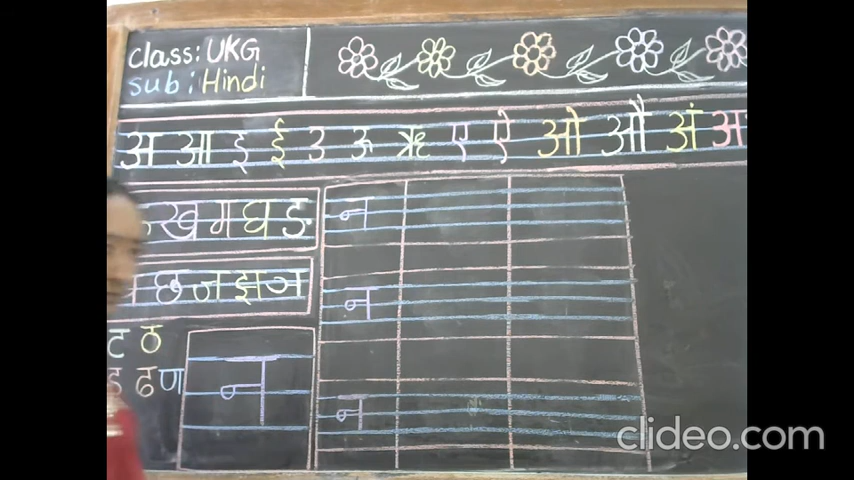 class: UKG
sub: Hindi
अ आ इ ई उ ऊ ऋ ए ऐ ओ औ अं
ख ग घ ङ
छ ज झ ञ
ट ठ
ढ ण
न
न
न
न
clideo.com